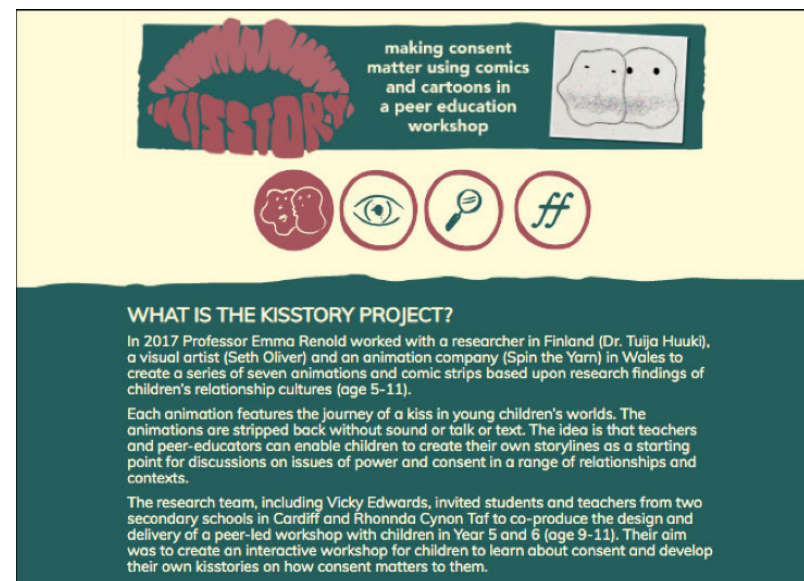 KISSTORY
making consent
matter using comics
and cartoons in
a peer education
workshop
ff
WHAT IS THE KISSTORY PROJECT?
In 2017 Professor Emma Renold worked with a researcher in Finland (Dr. Tuija Huuki),
a visual artist (Seth Oliver) and an animation company (Spin the Yarn) in Wales to
create a series of seven animations and comic strips based upon research findings of
children's relationship cultures (age 5-11).
Each animation features the journey of a kiss in young children's worlds. The
animations are stripped back without sound or talk or text. The idea is that teachers
and peer-educators can enable children to create their own storylines as a starting
point for discussions on issues of power and consent in a range of relationships and
contexts.
The research team, including Vicky Edwards, invited students and teachers from two
secondary schools in Cardiff and Rhonnda Cynon Taf to co-produce the design and
delivery of a peer-led workshop with children in Year 5 and 6 (age 9-11). Their aim
was to create an interactive workshop for children to learn about consent and develop
their own kisstories on how consent matters to them.